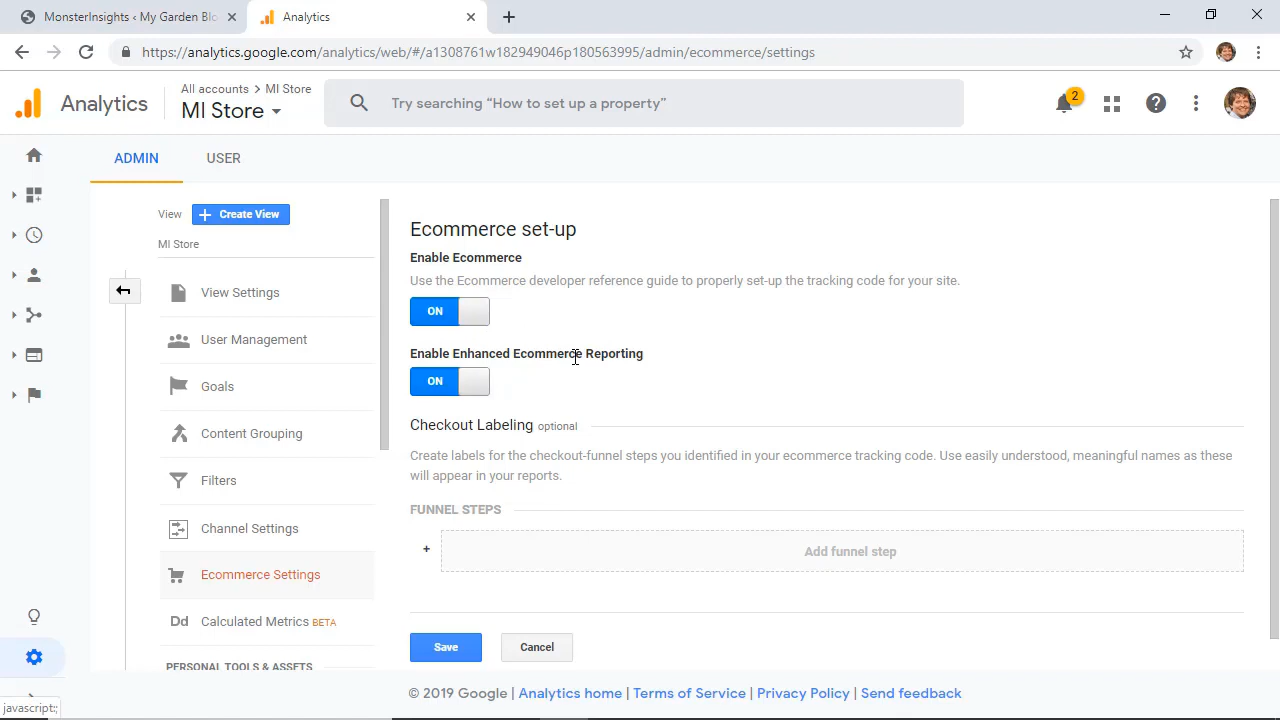 MonsterInsights ‹ My Garden Blo
Analytics
https://analytics.google.com/analytics/web/#/a1308761w182949046p180563995/admin/ecommerce/settings
Analytics
All accounts > MI Store
MI Store
Try searching “How to set up a property”
2
ADMIN
USER
View
Create View
MI Store
View Settings
User Management
Goals
Content Grouping
Filters
Channel Settings
Ecommerce Settings
Dd Calculated Metrics BETA
PERSONAL TOOLS & ASSETS
Ecommerce set-up
Enable Ecommerce
Use the Ecommerce developer reference guide to properly set-up the tracking code for your site.
ON
Enable Enhanced Ecommerce Reporting
ON
Checkout Labeling optional
Create labels for the checkout-funnel steps you identified in your ecommerce tracking code. Use easily understood, meaningful names as these
will appear in your reports.
FUNNEL STEPS
+ Add funnel step
Save
Cancel
© 2019 Google | Analytics home | Terms of Service | Privacy Policy | Send feedback
javascript:;